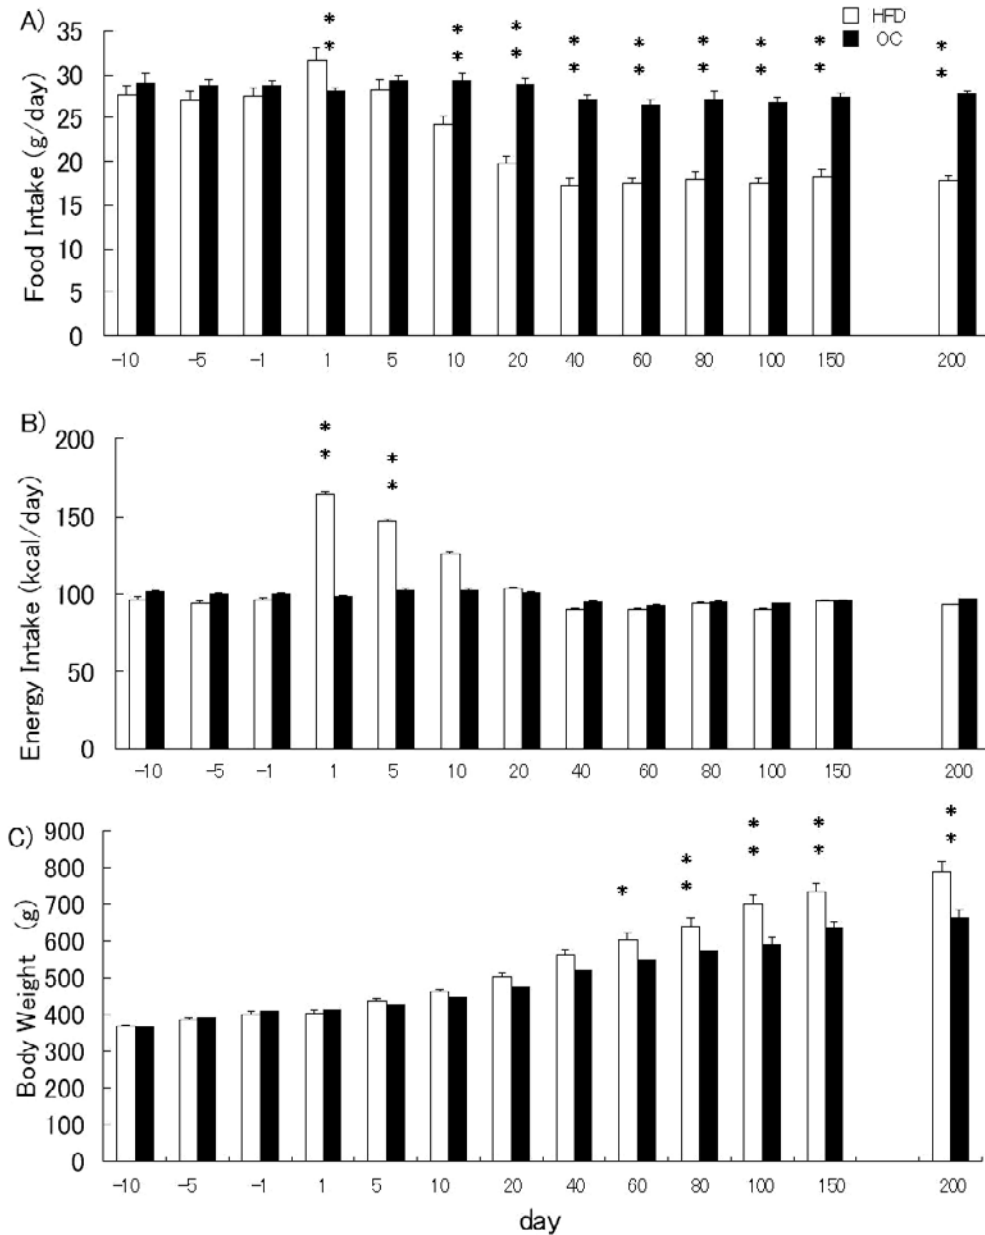 A)
HFD
OC
* * * * * * * * * *
* * * * * * * * * *
Food Intake (g/day)
35
30
25
20
15
10
5
0
-10 -5 -1 1 5 10 20 40 60 80 100 150 200
B)
* *
* *
Energy Intake (kcal/day)
200
150
100
50
0
-10 -5 -1 1 5 10 20 40 60 80 100 150 200
C)
* * * *
* * * * *
Body Weight (g)
900
800
700
600
500
400
300
200
100
0
-10 -5 -1 1 5 10 20 40 60 80 100 150 200
day